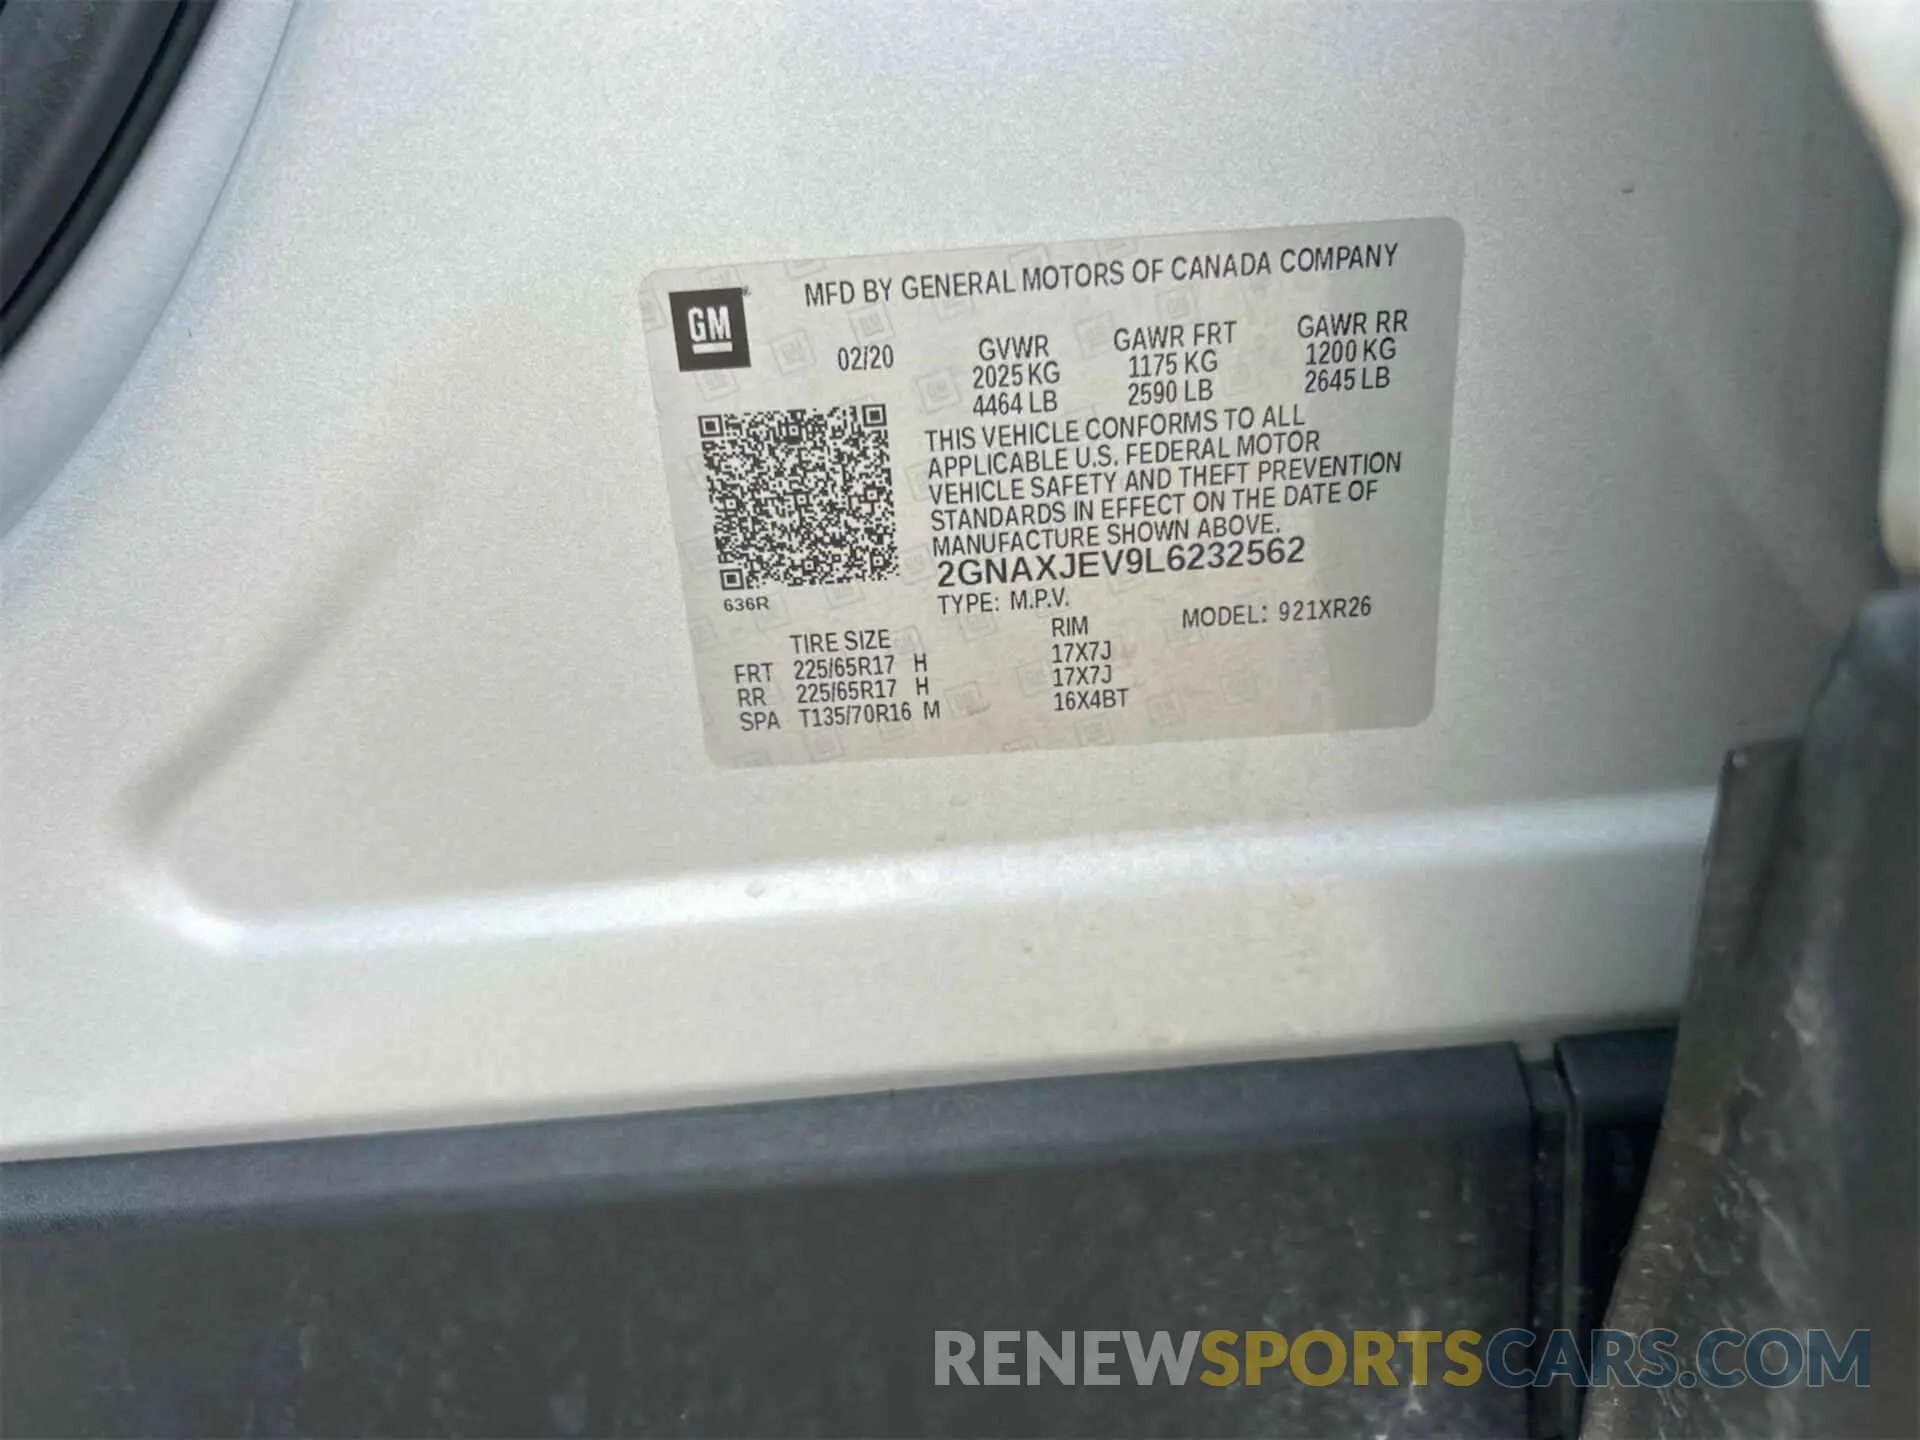 GM
MFD BY GENERAL MOTORS OF CANADA COMPANY
02/20
GVWR GAWR FRT GAWR RR
2025 KG 1175 KG 1200 KG
4464 LB 2590 LB 2645 LB
THIS VEHICLE CONFORMS TO ALL
APPLICABLE U.S. FEDERAL MOTOR
VEHICLE SAFETY AND THEFT PREVENTION
STANDARDS IN EFFECT ON THE DATE OF
MANUFACTURE SHOWN ABOVE.
2GNAXJEV9L6232562
636R
TYPE: M.P.V. MODEL: 921XR26
TIRE SIZE RIM
FRT 225/65R17 H 17X7J
RR 225/65R17 H 17X7J
SPA T135/70R16 M 16X4BT
RENEWSPORTSCARS.COM